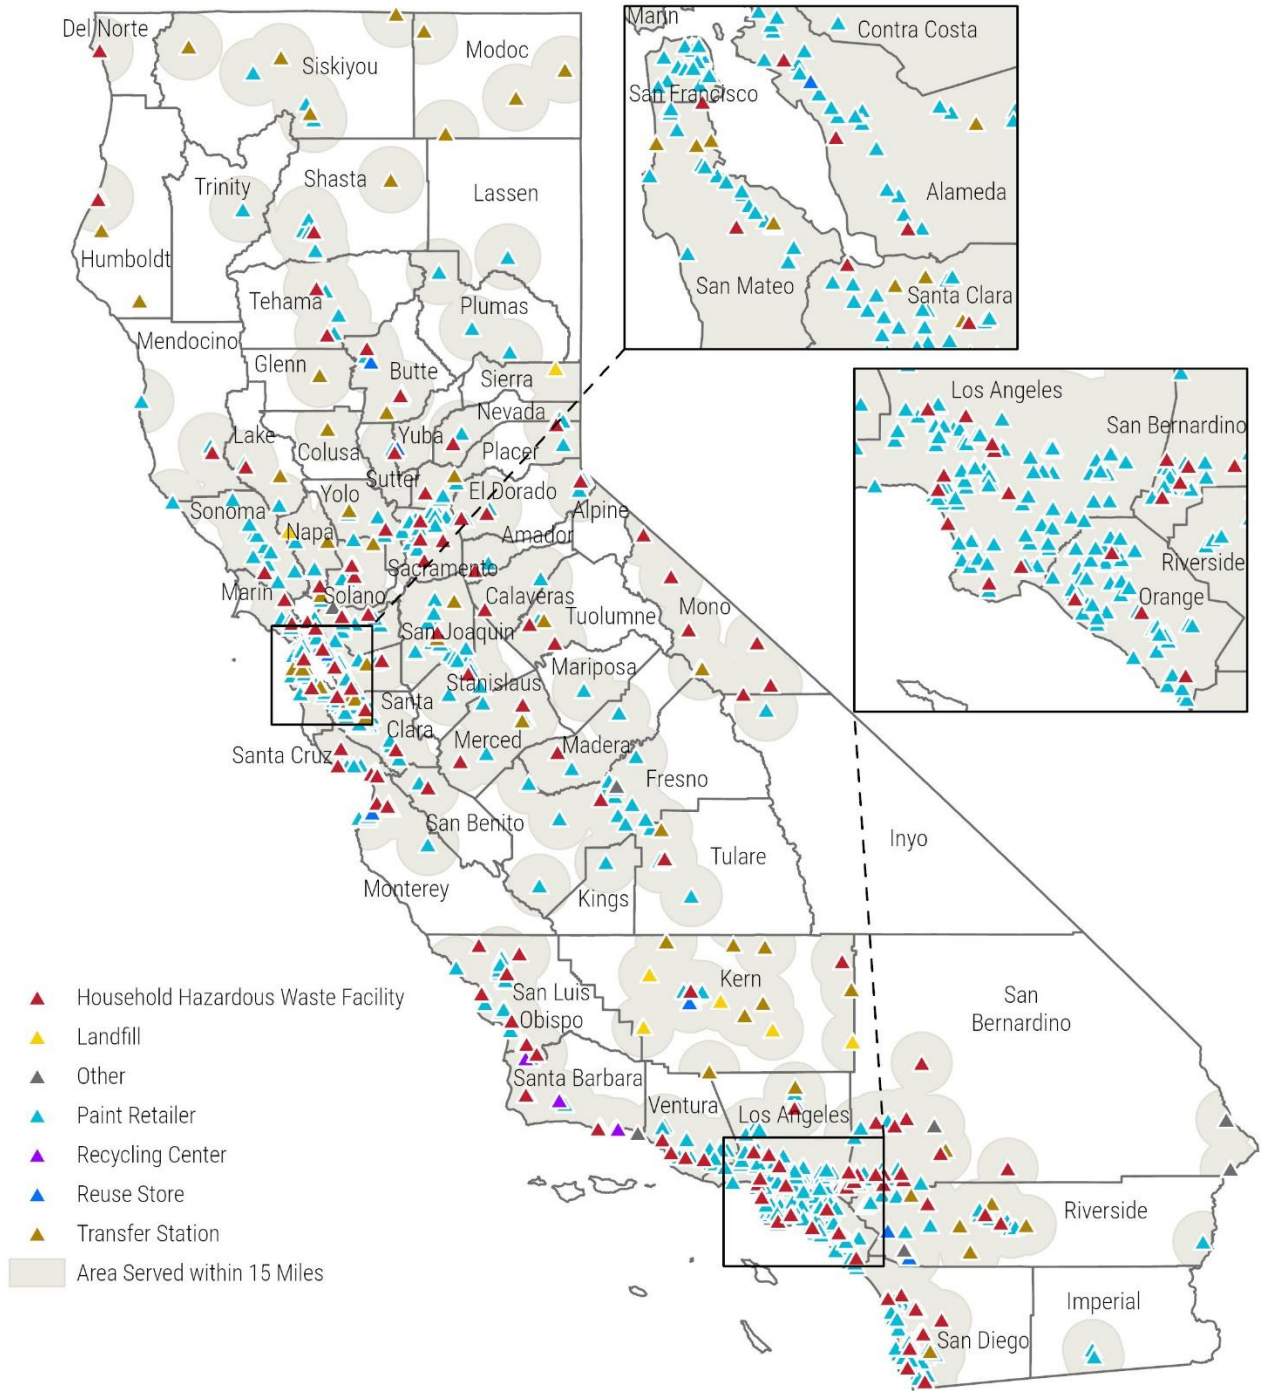 Del Norte
Siskiyou
Modoc
Trinity
Shasta
Lassen
Humboldt
Tehama
Plumas
Mendocino
Glenn
Butte
Sierra
Nevada
Lake
Colusa
Yuba
Placer
Sutter
El Dorado
Sonoma
Yolo
Napa
Alpine
Amador
Sacramento
Marin
Solano
Calaveras
Mono
Tuolumne
San Joaquin
Mariposa
Stanislaus
Santa
Clara
Merced
Madera
Santa Cruz
Fresno
San Benito
Inyo
Tulare
Monterey
Kings
Kern
San Luis
Obispo
San
Bernardino
Santa Barbara
Ventura
Los Angeles
Riverside
Imperial
San Diego
Marin
Contra Costa
San Francisco
Alameda
San Mateo
Santa Clara
Los Angeles
San Bernardino
Riverside
Orange
Household Hazardous Waste Facility
Landfill
Other
Paint Retailer
Recycling Center
Reuse Store
Transfer Station
Area Served within 15 Miles